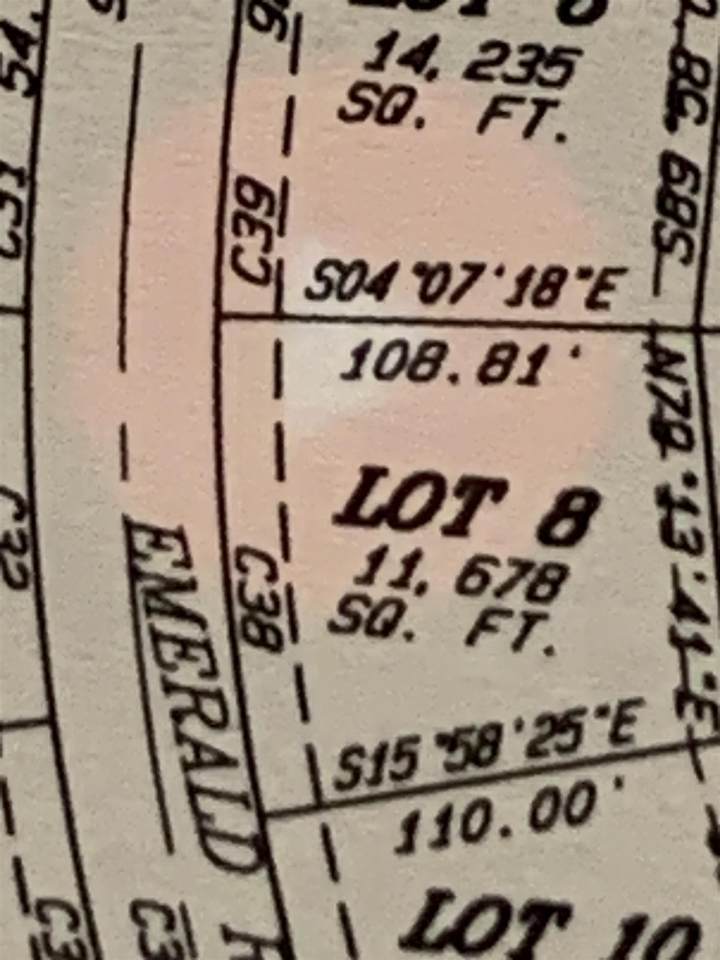 14, 235
SQ. FT.
C39
S04°07'18"E
108.81'
LOT 8
11, 678
SQ. FT.
C38
EMERALD
S15°58'25"E
110.00'
LOT 10